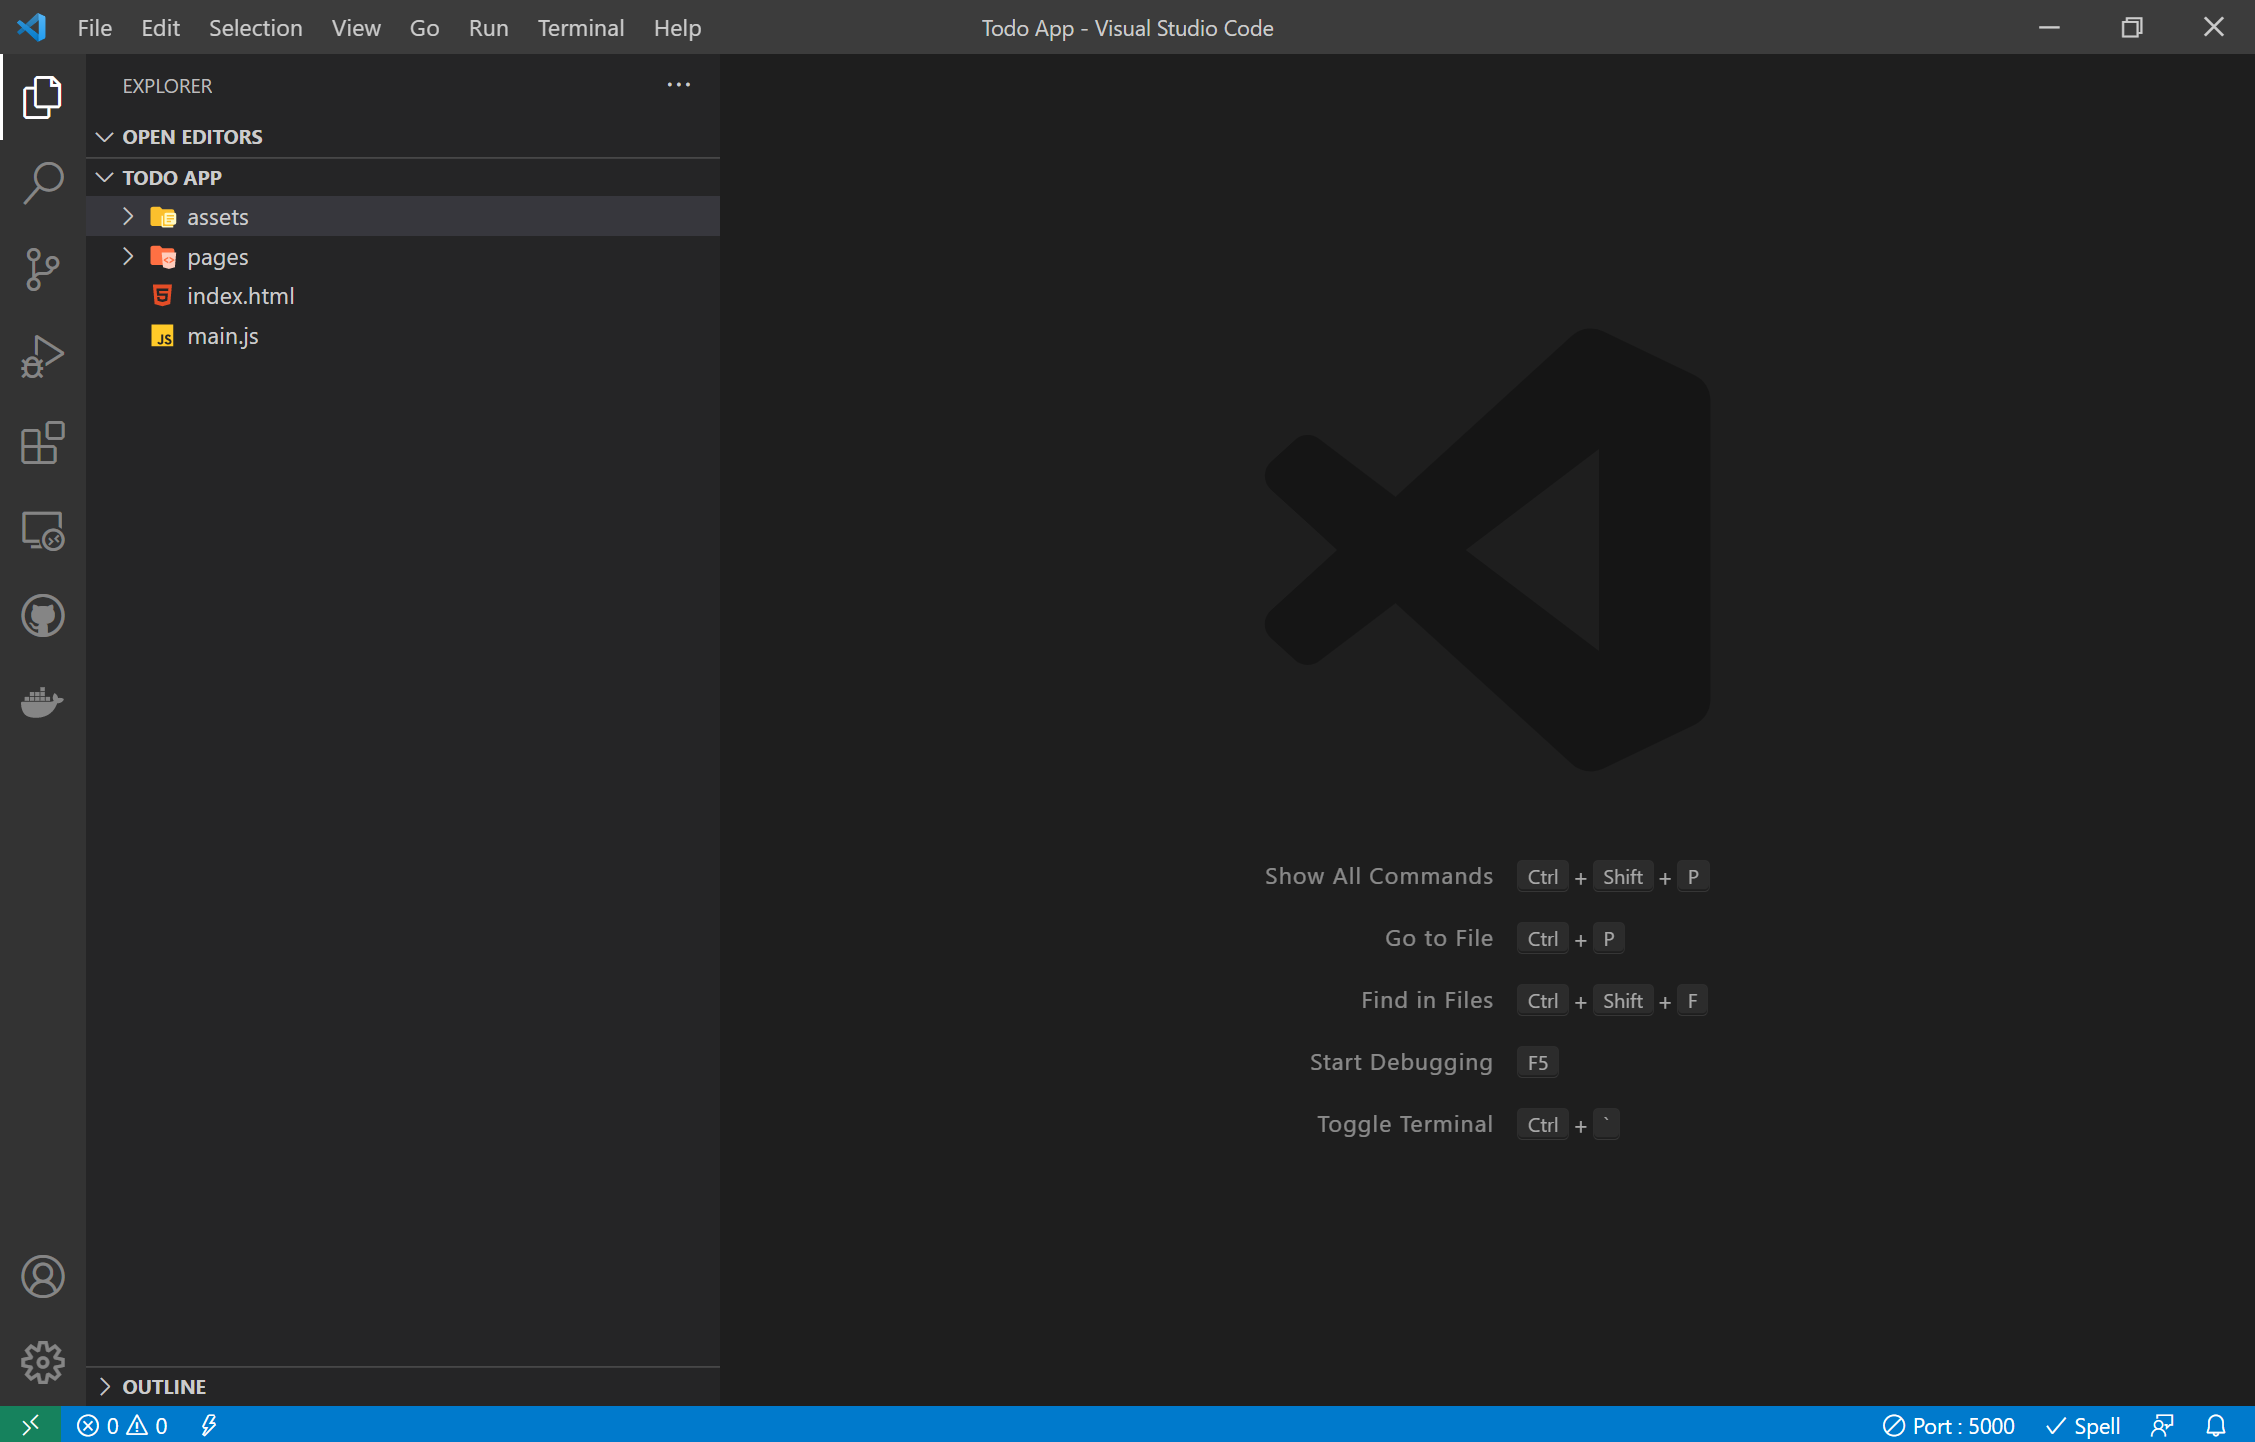 File Edit Selection View Go Run Terminal Help Todo App - Visual Studio Code
EXPLORER
OPEN EDITORS
TODO APP
assets
pages
5 index.html
JS main.js
Show All Commands Ctrl + Shift + P
Go to File Ctrl + P
Find in Files Ctrl + Shift + F
Start Debugging F5
Toggle Terminal Ctrl + `
OUTLINE
0 0 Port : 5000 Spell